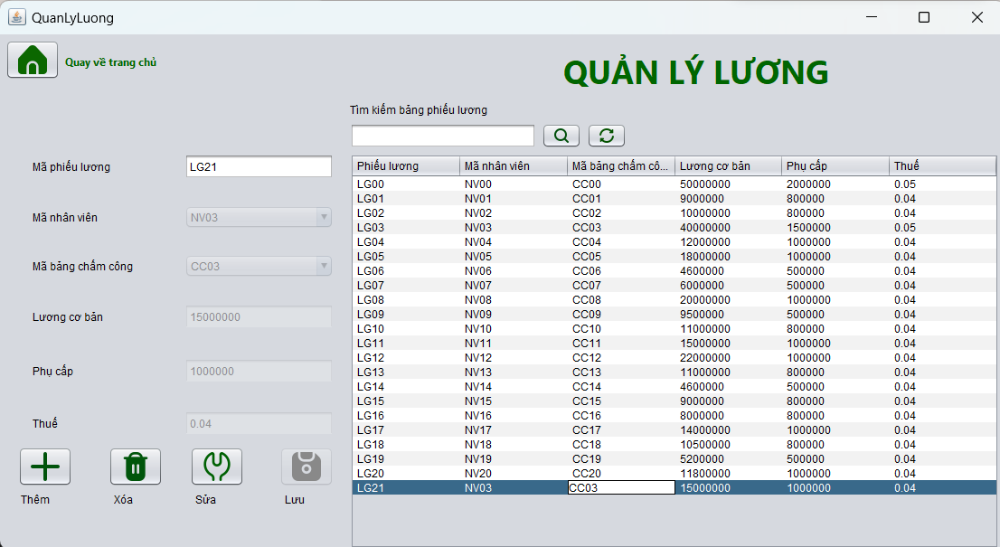 QuanLyLuong
Quay về trang chủ
QUẢN LÝ LƯƠNG
Tìm kiếm bảng phiếu lương
Mã phiếu lương LG21
Mã nhân viên NV03
Mã bảng chấm công CC03
Lương cơ bản 15000000
Phụ cấp 1000000
Thuế 0.04
Thêm Xóa Sửa Lưu
Phiếu lương Mã nhân viên Mã bảng chấm cô... Lương cơ bản Phụ cấp Thuế
LG00 NV00 CC00 50000000 2000000 0.05
LG01 NV01 CC01 9000000 800000 0.04
LG02 NV02 CC02 10000000 800000 0.04
LG03 NV03 CC03 40000000 1500000 0.05
LG04 NV04 CC04 12000000 1000000 0.04
LG05 NV05 CC05 18000000 1000000 0.04
LG06 NV06 CC06 4600000 500000 0.04
LG07 NV07 CC07 6000000 500000 0.04
LG08 NV08 CC08 20000000 1000000 0.04
LG09 NV09 CC09 9500000 500000 0.04
LG10 NV10 CC10 11000000 800000 0.04
LG11 NV11 CC11 15000000 1000000 0.04
LG12 NV12 CC12 22000000 1000000 0.04
LG13 NV13 CC13 11000000 800000 0.04
LG14 NV14 CC14 4600000 500000 0.04
LG15 NV15 CC15 9000000 800000 0.04
LG16 NV16 CC16 8000000 800000 0.04
LG17 NV17 CC17 14000000 1000000 0.04
LG18 NV18 CC18 10500000 800000 0.04
LG19 NV19 CC19 5200000 500000 0.04
LG20 NV20 CC20 11800000 1000000 0.04
LG21 NV03 CC03 15000000 1000000 0.04